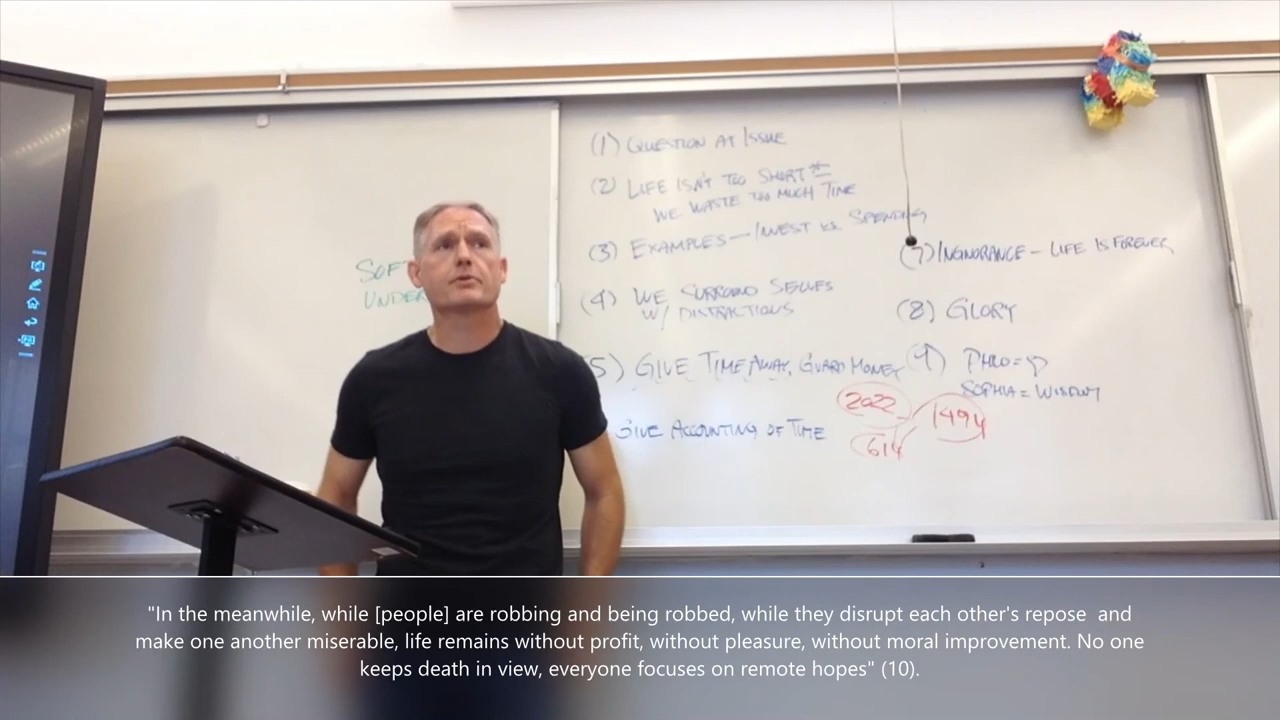 SOFT
UNDER
(1) QUESTION AT ISSUE
(2) LIFE ISN'T TOO SHORT
WE WASTE TOO MUCH TIME
(3) EXAMPLES — INVEST VS. SPENDING
(4) WE SURROUND SELVES
W/ DISTRACTIONS
5) GIVE TIME AWAY, GUARD MONEY
GIVE ACCOUNTING OF TIME
(7) INGNORANCE – LIFE IS FOREVER
(8) GLORY
SOPHIA = WISDOM
2022
1494
614
"In the meanwhile, while [people] are robbing and being robbed, while they disrupt each other's repose and
make one another miserable, life remains without profit, without pleasure, without moral improvement. No one
keeps death in view, everyone focuses on remote hopes" (10).